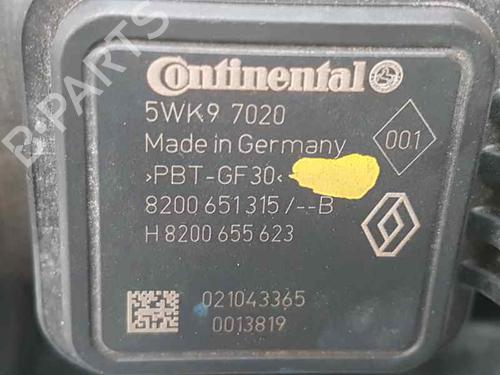 Continental
5WK9 7020
Made in Germany
001
>PBT-GF30<
8200 651 315/--B
H 8200 655 623
021043365
0013819
B-PARTS